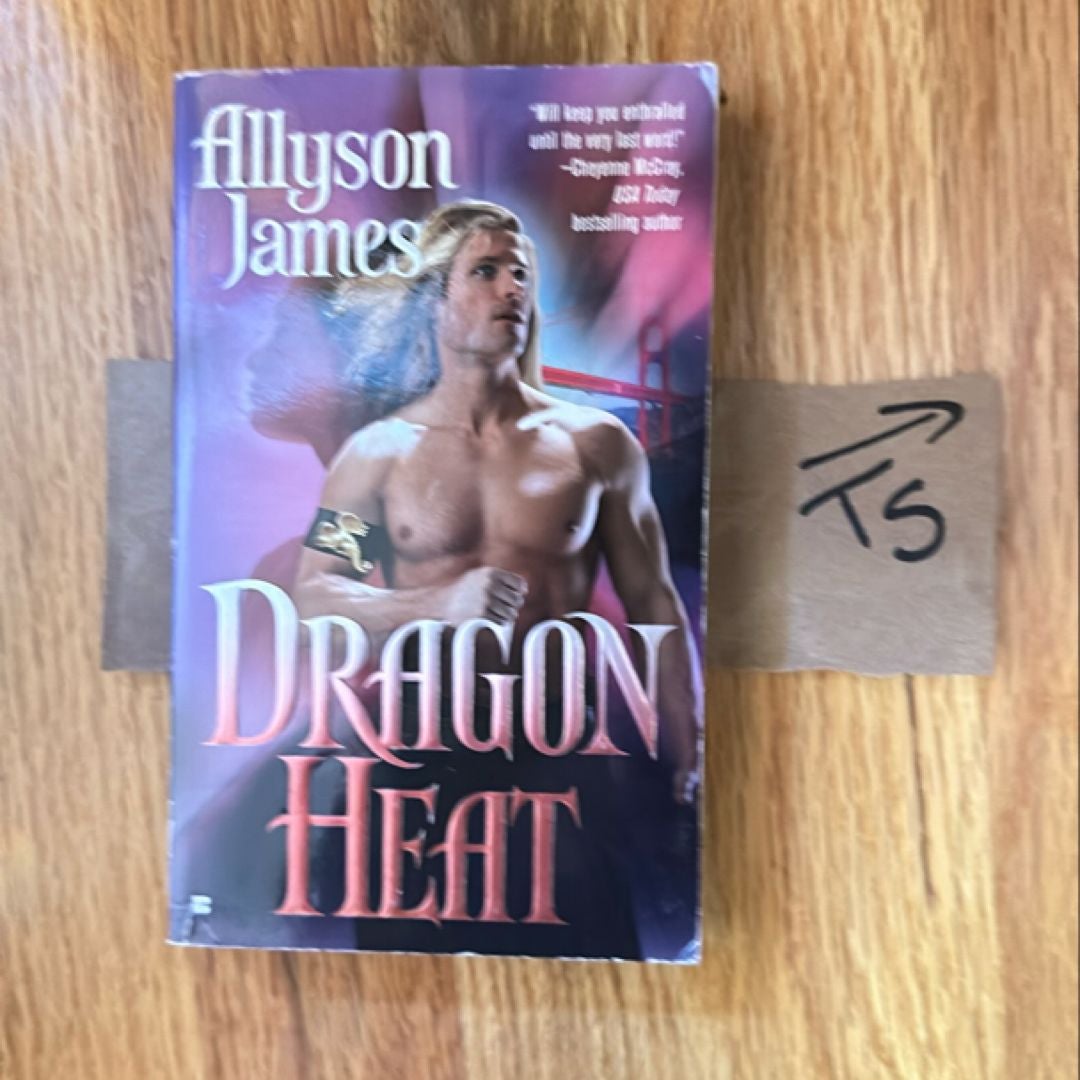 Allyson
James
"Will keep you enthralled
until the very last word!"
—Cheyenne McCray,
USA Today
bestselling author
DRAGON
HEAT
TS